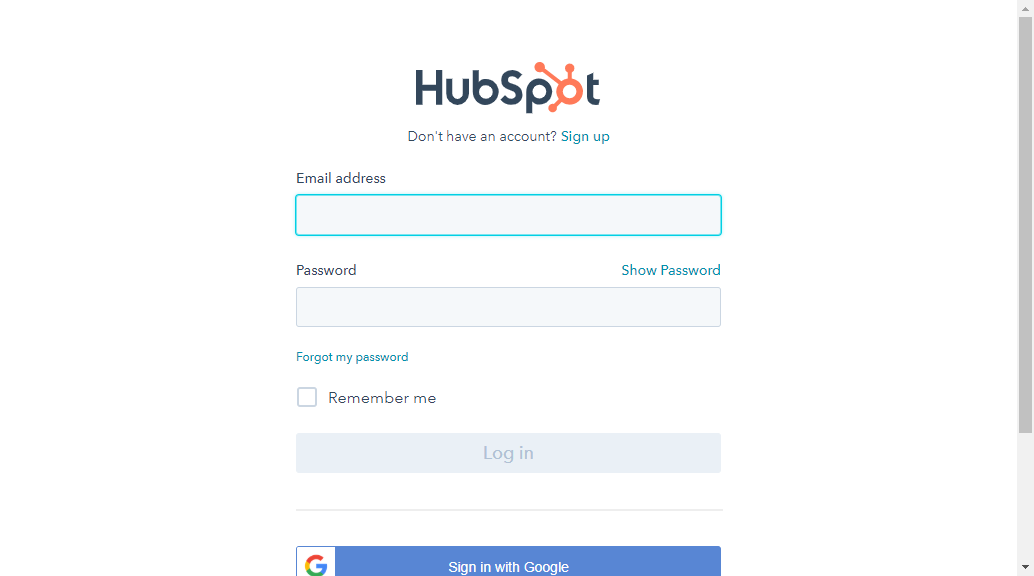 HubSpot
Don't have an account? Sign up
Email address
Password Show Password
Forgot my password
Remember me
Log in
Sign in with Google